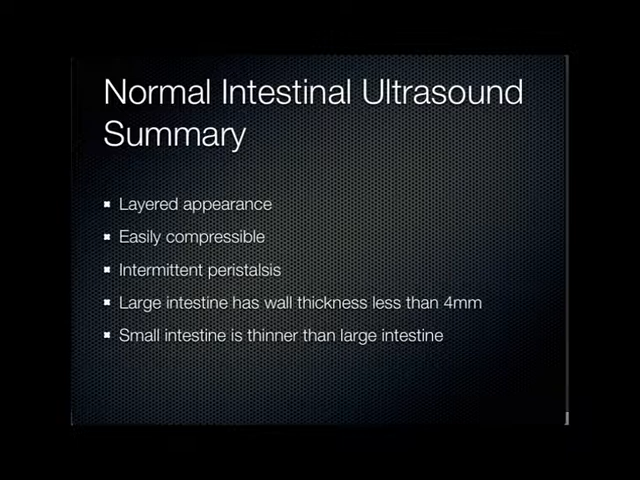 Normal Intestinal Ultrasound
Summary
Layered appearance
Easily compressible
Intermittent peristalsis
Large intestine has wall thickness less than 4mm
Small intestine is thinner than large intestine